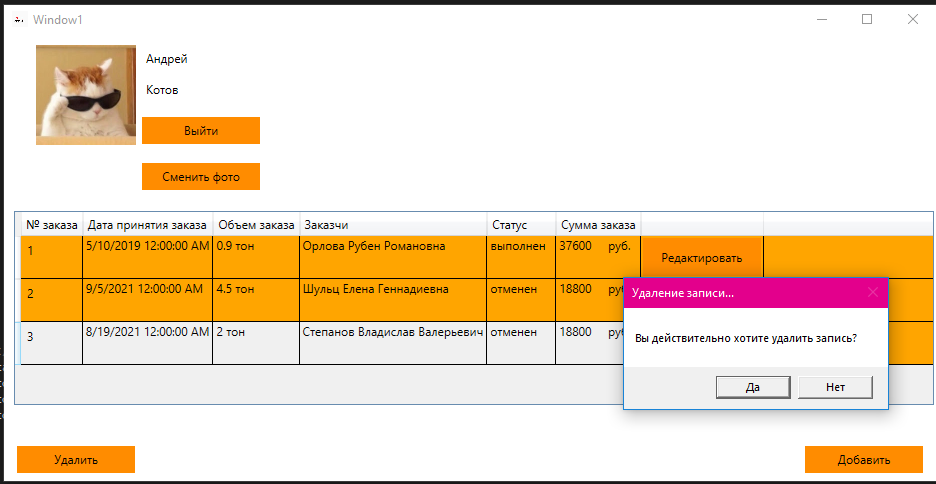 Window1
Андрей
Котов
Выйти
Сменить фото
№ заказа Дата принятия заказа Объем заказа Заказчи Статус Сумма заказа
1 5/10/2019 12:00:00 AM 0.9 тон Орлова Рубен Романовна выполнен 37600 руб. Редактировать
2 9/5/2021 12:00:00 AM 4.5 тон Шульц Елена Геннадиевна отменен 18800
3 8/19/2021 12:00:00 AM 2 тон Степанов Владислав Валерьевич отменен 18800
Удаление записи...
Вы действительно хотите удалить запись?
Да Нет
Удалить Добавить